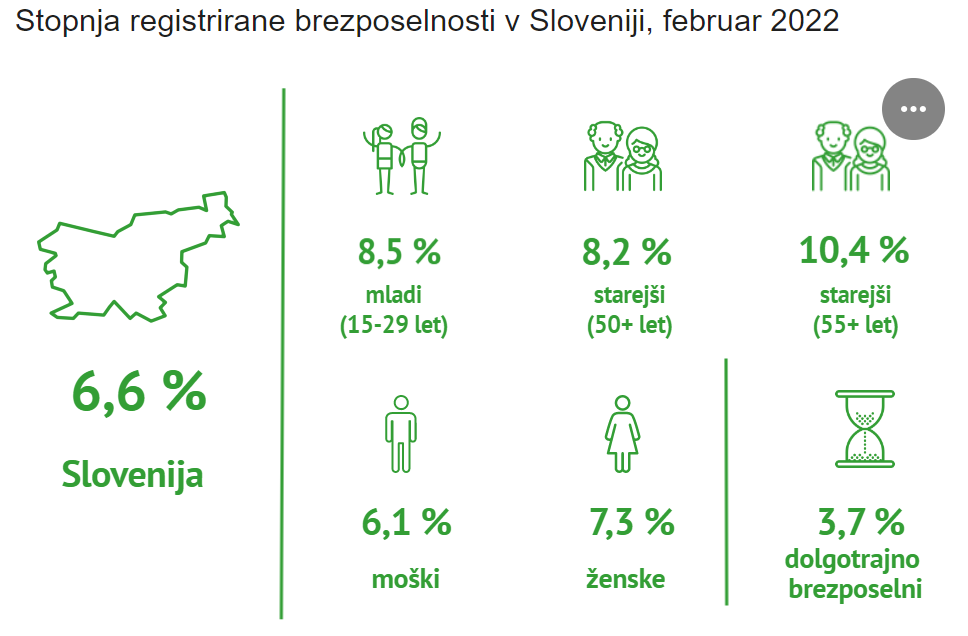 Stopnja registrirane brezposelnosti v Sloveniji, februar 2022
6,6 %
Slovenija
8,5 %
mladi
(15-29 let)
8,2 %
starejši
(50+ let)
10,4 %
starejši
(55+ let)
6,1 %
moški
7,3 %
ženske
3,7 %
dolgotrajno
brezposelni